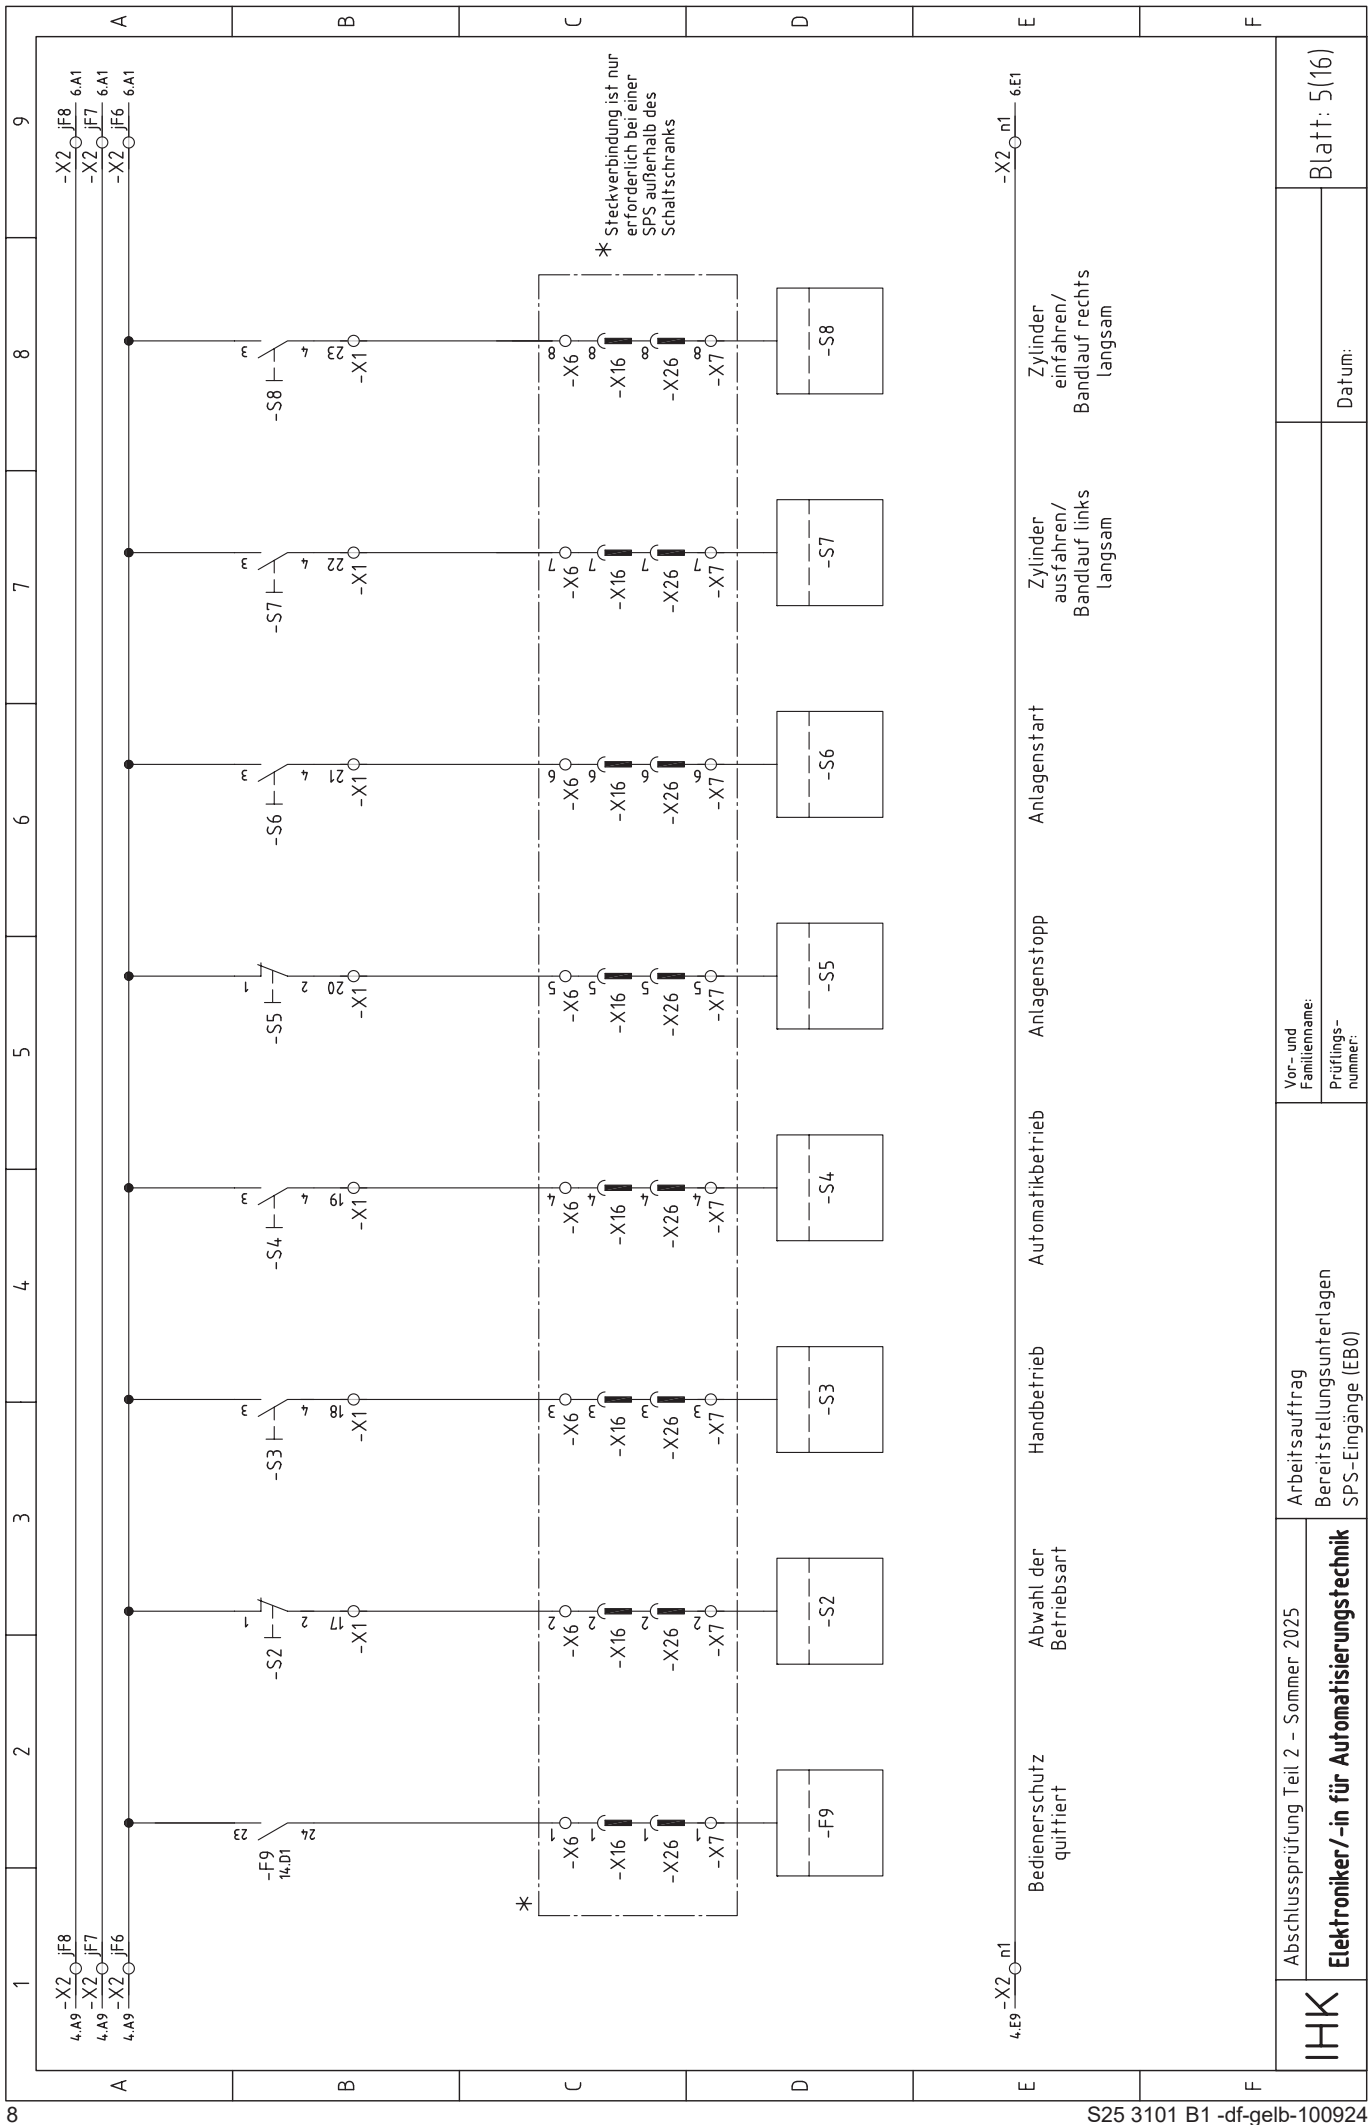 1 2 3 4 5 6 7 8 9
A A
B B
C C
D D
E E
F F
4.A9 -X2 jF8
4.A9 -X2 jF7
4.A9 -X2 jF6
-X2 jF8 6.A1
-X2 jF7 6.A1
-X2 jF6 6.A1
-F9
14.D1
23
24
-S2
1
2
17
-X1
-S3
3
4
18
-X1
-S4
3
4
19
-X1
-S5
1
2
20
-X1
-S6
3
4
21
-X1
-S7
3
4
22
-X1
-S8
3
4
23
-X1
*
1
-X6
1
-X16
1
-X26
1
-X7
2
-X6
2
-X16
2
-X26
2
-X7
3
-X6
3
-X16
3
-X26
3
-X7
4
-X6
4
-X16
4
-X26
4
-X7
5
-X6
5
-X16
5
-X26
5
-X7
6
-X6
6
-X16
6
-X26
6
-X7
7
-X6
7
-X16
7
-X26
7
-X7
8
-X6
8
-X16
8
-X26
8
-X7
* Steckverbindung ist nur
erforderlich bei einer
SPS außerhalb des
Schaltschranks
-F9
-S2
-S3
-S4
-S5
-S6
-S7
-S8
4.E9 -X2 n1
-X2 n1 6.E1
Bedienerschutz
quittiert
Abwahl der
Betriebsart
Handbetrieb
Automatikbetrieb
Anlagenstopp
Anlagenstart
Zylinder
ausfahren/
Bandlauf links
langsam
Zylinder
einfahren/
Bandlauf rechts
langsam
IHK
Abschlussprüfung Teil 2 - Sommer 2025
Elektroniker/-in für Automatisierungstechnik
Arbeitsauftrag
Bereitstellungsunterlagen
SPS-Eingänge (EB0)
Vor- und
Familienname:
Prüflings-
nummer:
Datum:
Blatt: 5(16)
8
S25 3101 B1 -df-gelb-100924